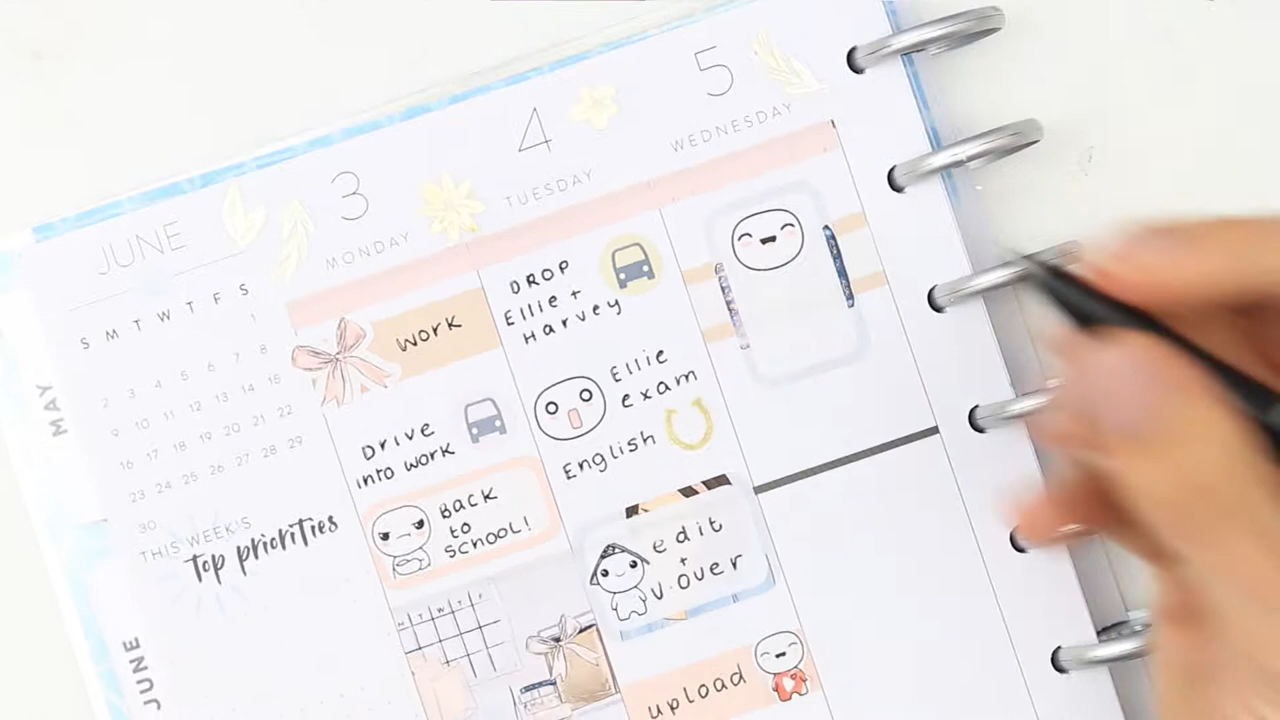 MAY
JUNE
JUNE
S M T W T F S
1
2 3 4 5 6 7 8
9 10 11 12 13 14 15
16 17 18 19 20 21 22
23 24 25 26 27 28 29
30
THIS WEEK'S
top priorities
3
MONDAY
WORK
Drive
into work
BACK
to
SCHOOL!
M T W T F
4
TUESDAY
DROP
Ellie +
Harvey
Ellie
exam
English
edit
+
V.Over
upload
5
WEDNESDAY